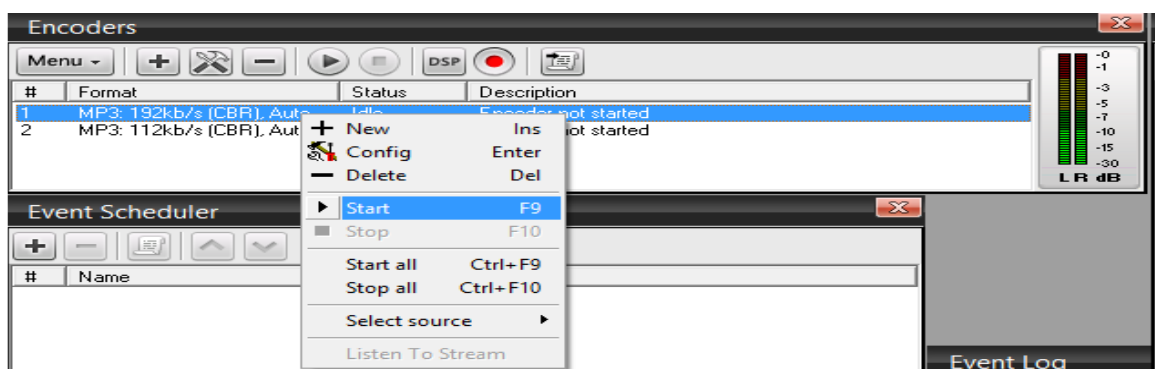 Encoders
Menu
DSP
# Format Status Description
1 MP3: 192kb/s (CBR), Auto Idle Encoder not started
2 MP3: 112kb/s (CBR), Aut ot started
-0
-1
-3
-5
-7
-10
-15
-30
L R dB
New Ins
Config Enter
Delete Del
Start F9
Stop F10
Start all Ctrl+F9
Stop all Ctrl+F10
Select source
Listen To Stream
Event Scheduler
# Name
Event Log